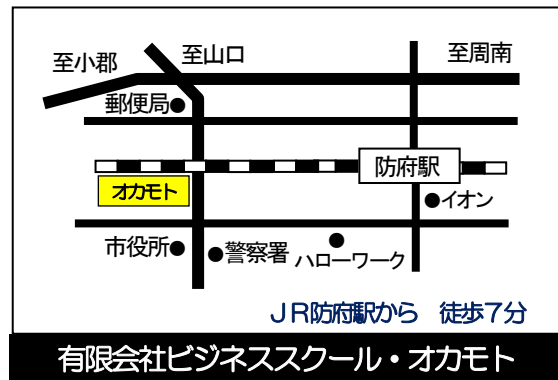 至小郡
至山口
至周南
郵便局
防府駅
オカモト
イオン
市役所
警察署
ハローワーク
JR防府駅から 徒歩7分
有限会社ビジネススクール・オカモト